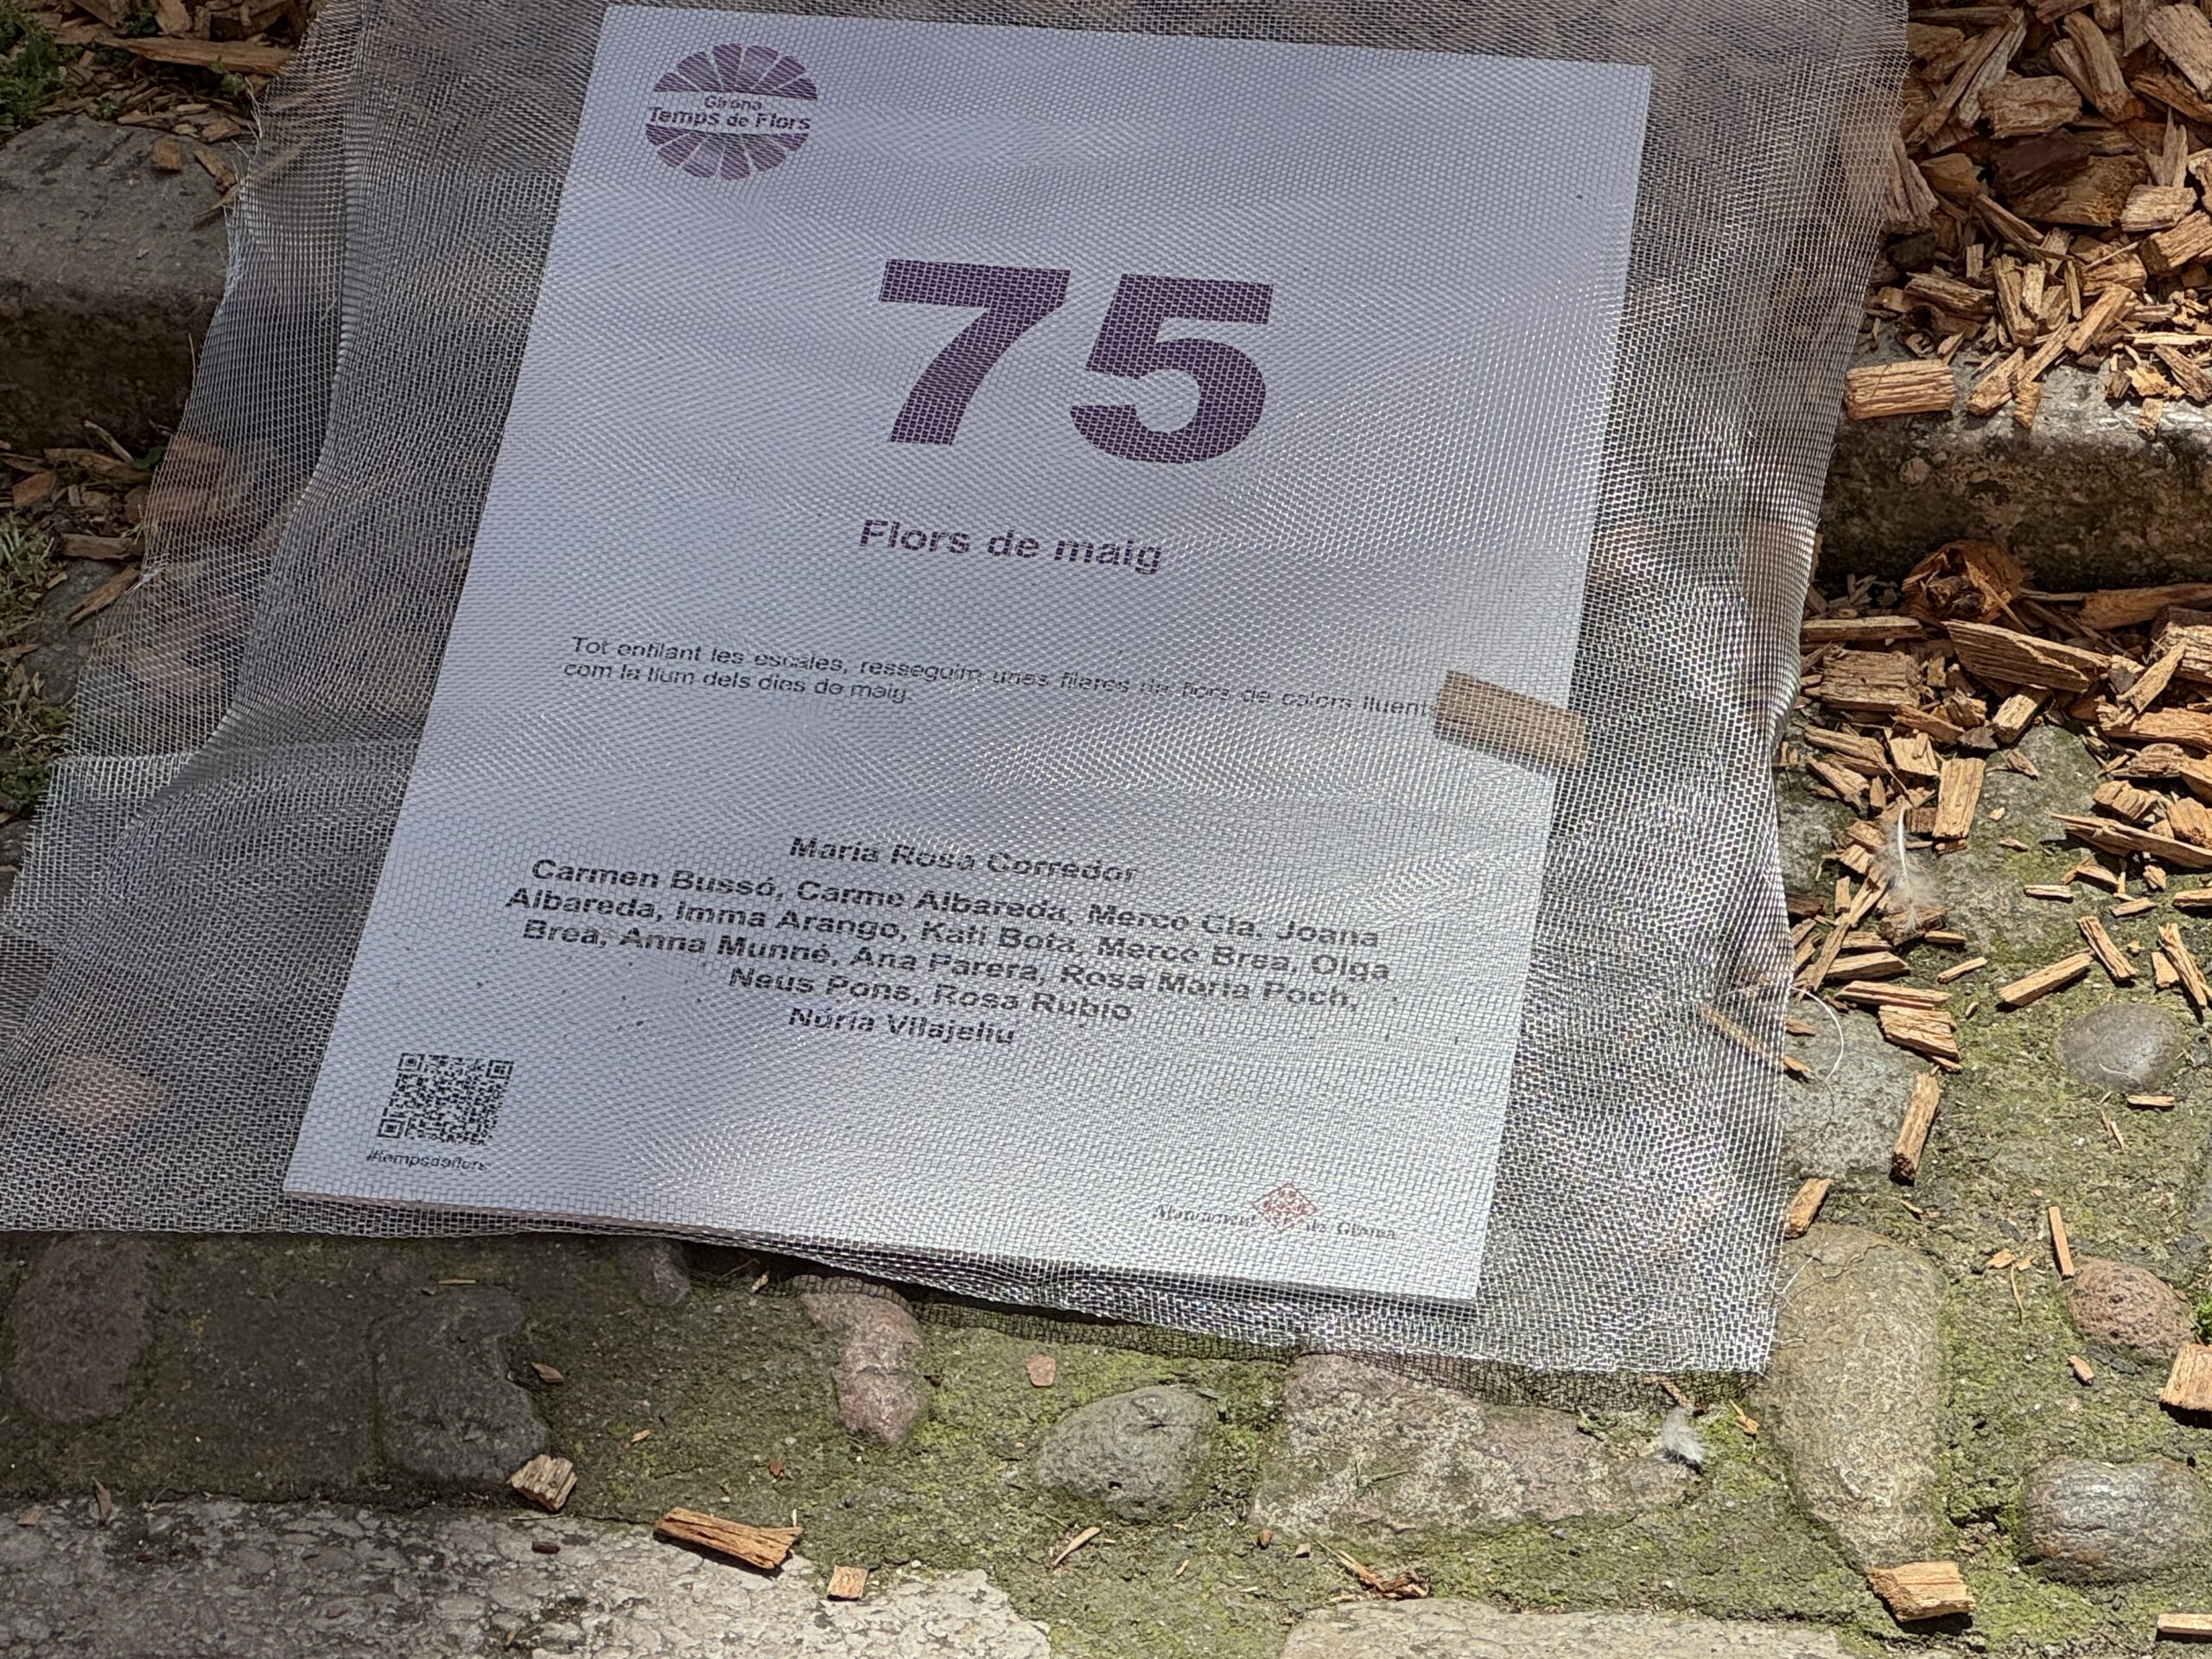 Girona
Temps de Flors
75
Flors de maig
Tot enfilant les escales, resseguim unes fileres de flors de colors lluent
com la llum dels dies de maig.
Maria Rosa Corredor
Carmen Bussó, Carme Albareda, Mercè Cla, Joana
Albareda, Imma Arango, Kati Bota, Mercè Brea, Olga
Brea, Anna Munné, Ana Parera, Rosa Maria Poch,
Neus Pons, Rosa Rubio
Núria Vilajeliu
#tempsdeflors
Ajuntament de Girona